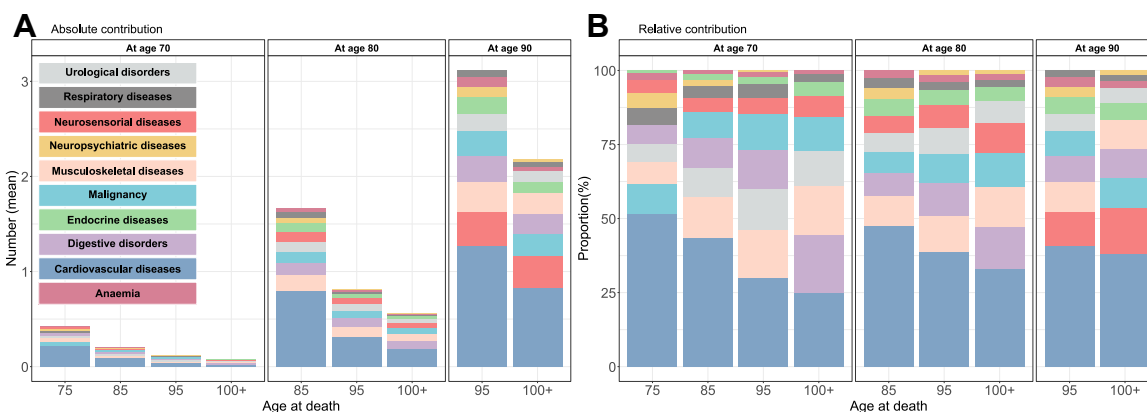 A
Absolute contribution
At age 70
At age 80
At age 90
Number (mean)
3
2
1
0
Urological disorders
Respiratory diseases
Neurosensorial diseases
Neuropsychiatric diseases
Musculoskeletal diseases
Malignancy
Endocrine diseases
Digestive disorders
Cardiovascular diseases
Anaemia
75 85 95 100+
85 95 100+
95 100+
Age at death
B
Relative contribution
At age 70
At age 80
At age 90
Proportion(%)
100
75
50
25
0
75 85 95 100+
85 95 100+
95 100+
Age at death